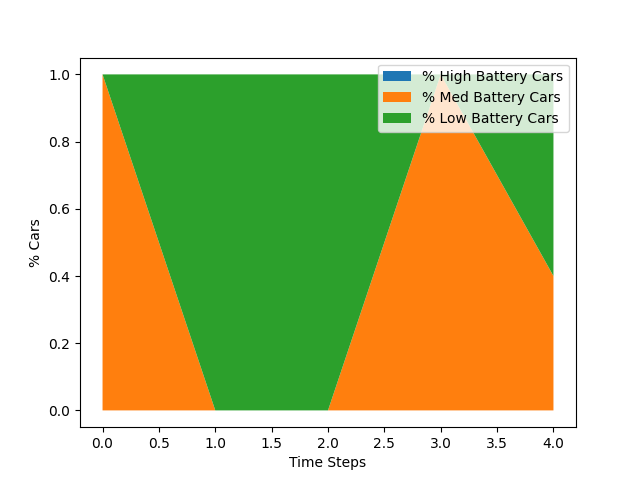 % High Battery Cars
% Med Battery Cars
% Low Battery Cars
1.0
0.8
0.6
0.4
0.2
0.0
% Cars
0.0 0.5 1.0 1.5 2.0 2.5 3.0 3.5 4.0
Time Steps